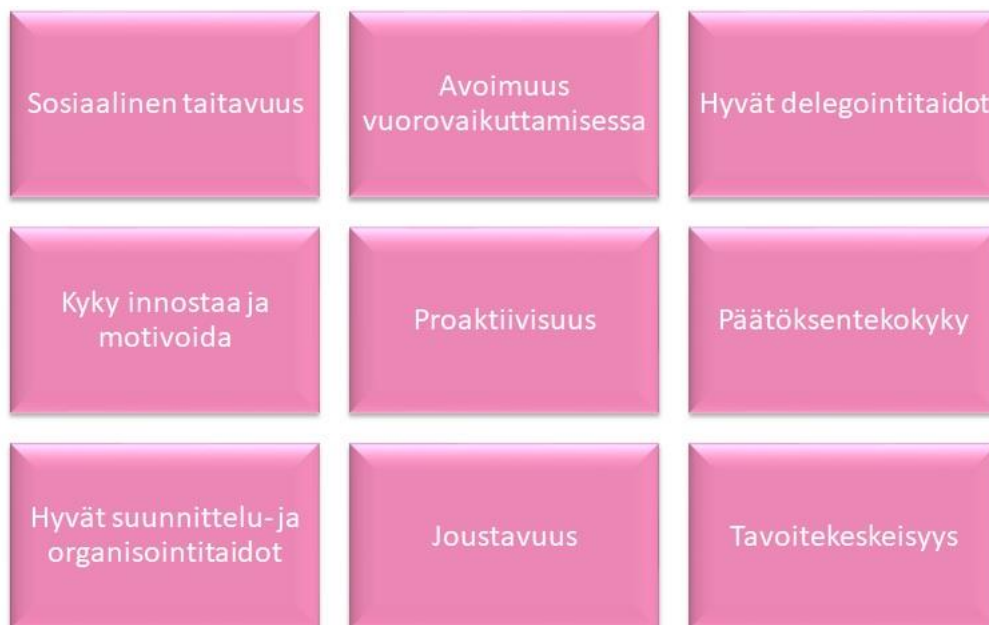 Sosiaalinen taitavuus
Avoimuus
vuorovaikuttamisessa
Hyvät delegointitaidot
Kyky innostaa ja
motivoida
Proaktiivisuus
Päätöksentekokyky
Hyvät suunnittelu- ja
organisointitaidot
Joustavuus
Tavoitekeskeisyys